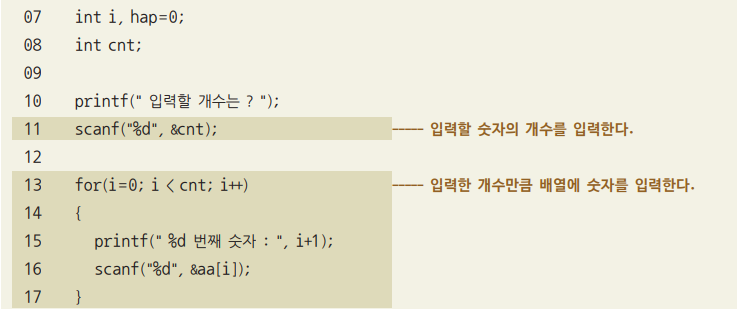 07 int i, hap=0;
08 int cnt;
09
10 printf(" 입력할 개수는 ? ");
11 scanf("%d", &cnt); ----- 입력할 숫자의 개수를 입력한다.
12
13 for(i=0; i < cnt; i++) ----- 입력한 개수만큼 배열에 숫자를 입력한다.
14 {
15 printf(" %d 번째 숫자 : ", i+1);
16 scanf("%d", &aa[i]);
17 }